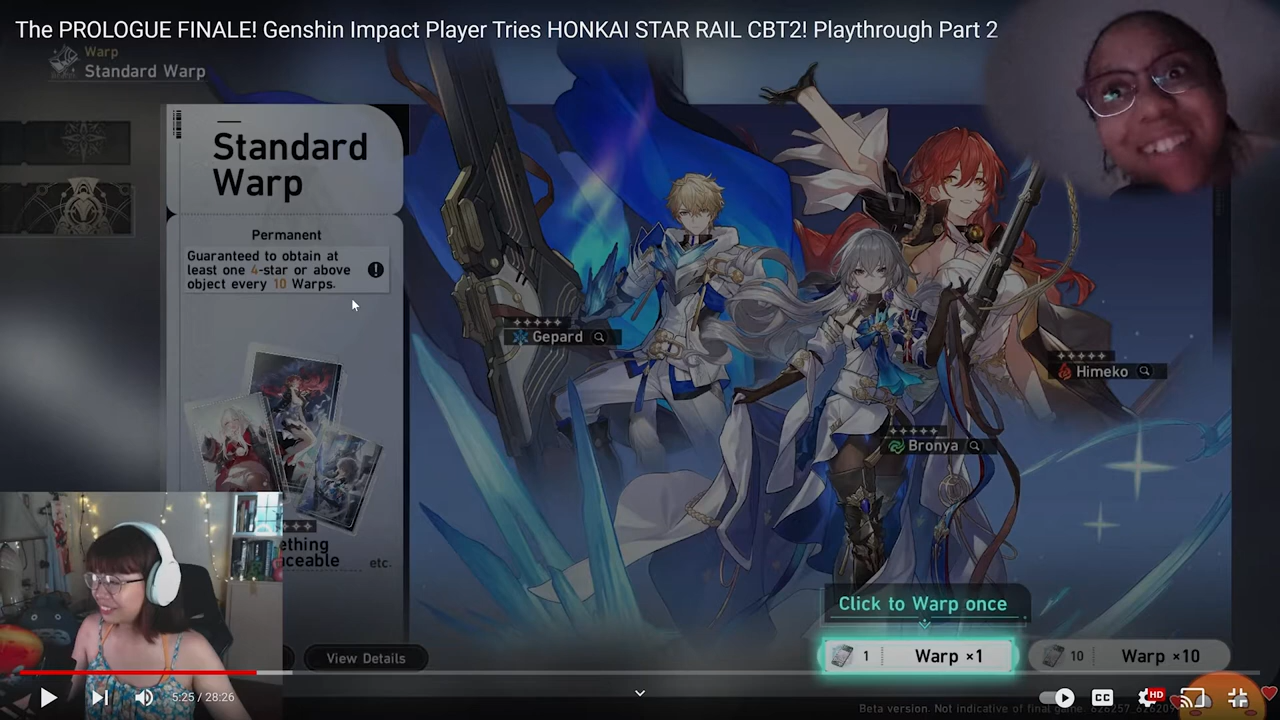 The PROLOGUE FINALE! Genshin Impact Player Tries HONKAI STAR RAIL CBT2! Playthrough Part 2
Warp
Standard Warp
Standard
Warp
Permanent
Guaranteed to obtain at
least one 4-star or above
object every 10 Warps.
Gepard
Himeko
Bronya
etc.
Click to Warp once
View Details
1
Warp ×1
10
Warp ×10
5:25 / 28:26
CC
HD
Beta version. Not indicative of final game.